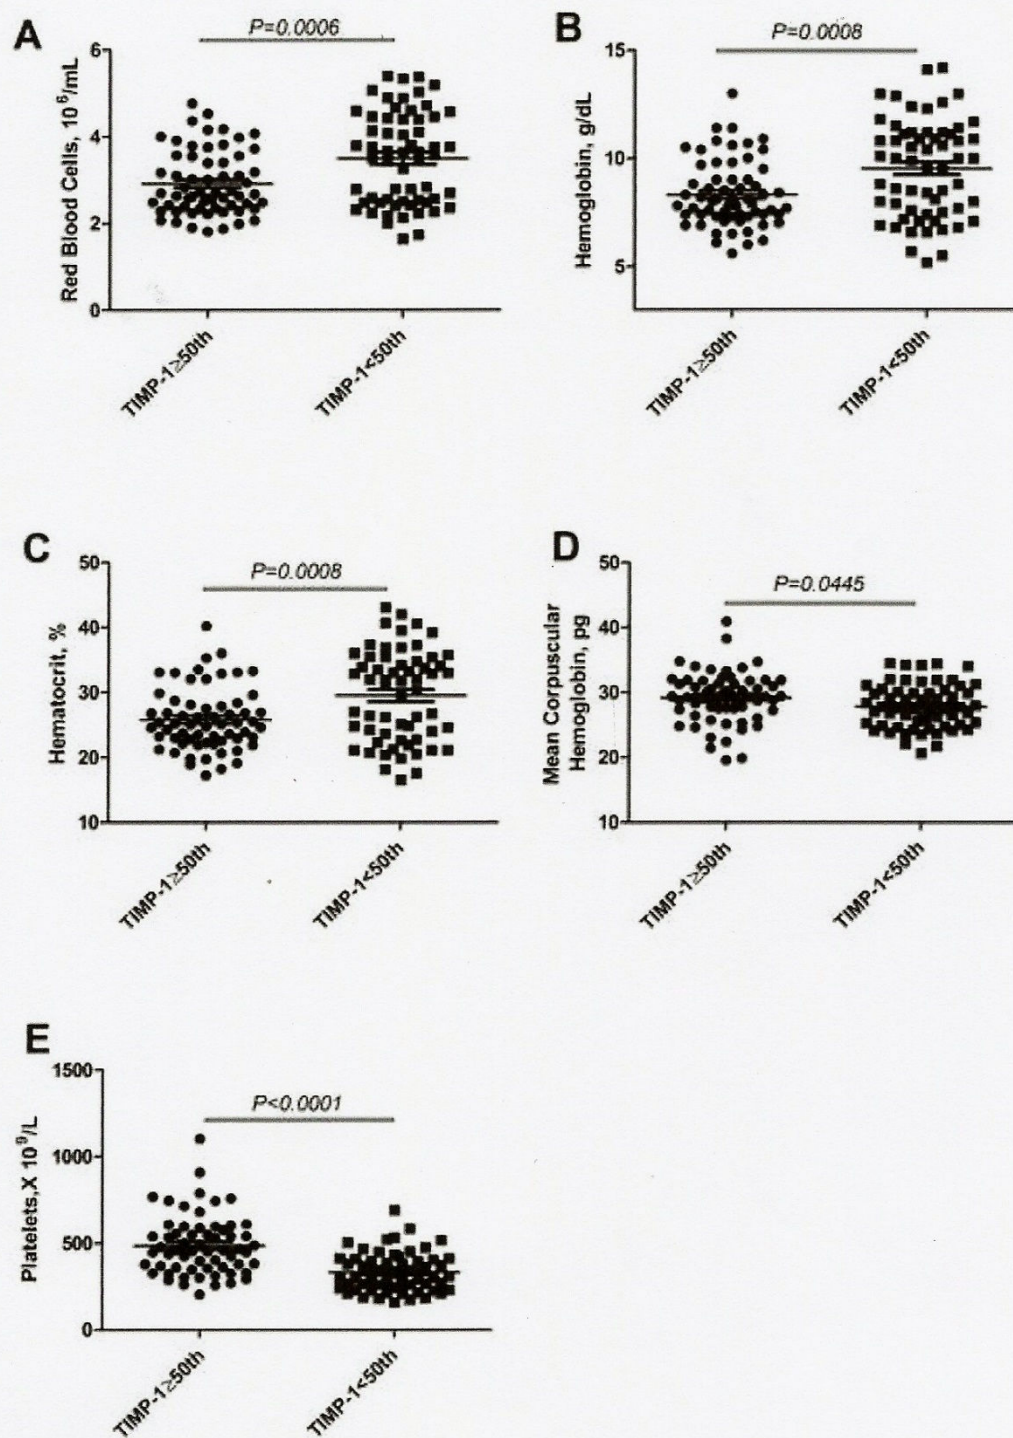 A
P=0.0006
Red Blood Cells, 10 6/mL
6
4
2
0
TIMP-1≥50th
TIMP-1<50th
B
P=0.0008
Hemoglobin, g/dL
15
10
5
TIMP-1≥50th
TIMP-1<50th
C
P=0.0008
Hematocrit, %
50
40
30
20
10
TIMP-1≥50th
TIMP-1<50th
D
P=0.0445
Mean Corpuscular
Hemoglobin, pg
50
40
30
20
10
TIMP-1≥50th
TIMP-1<50th
E
P<0.0001
Platelets,X 10⁹/L
1500
1000
500
0
TIMP-1≥50th
TIMP-1<50th